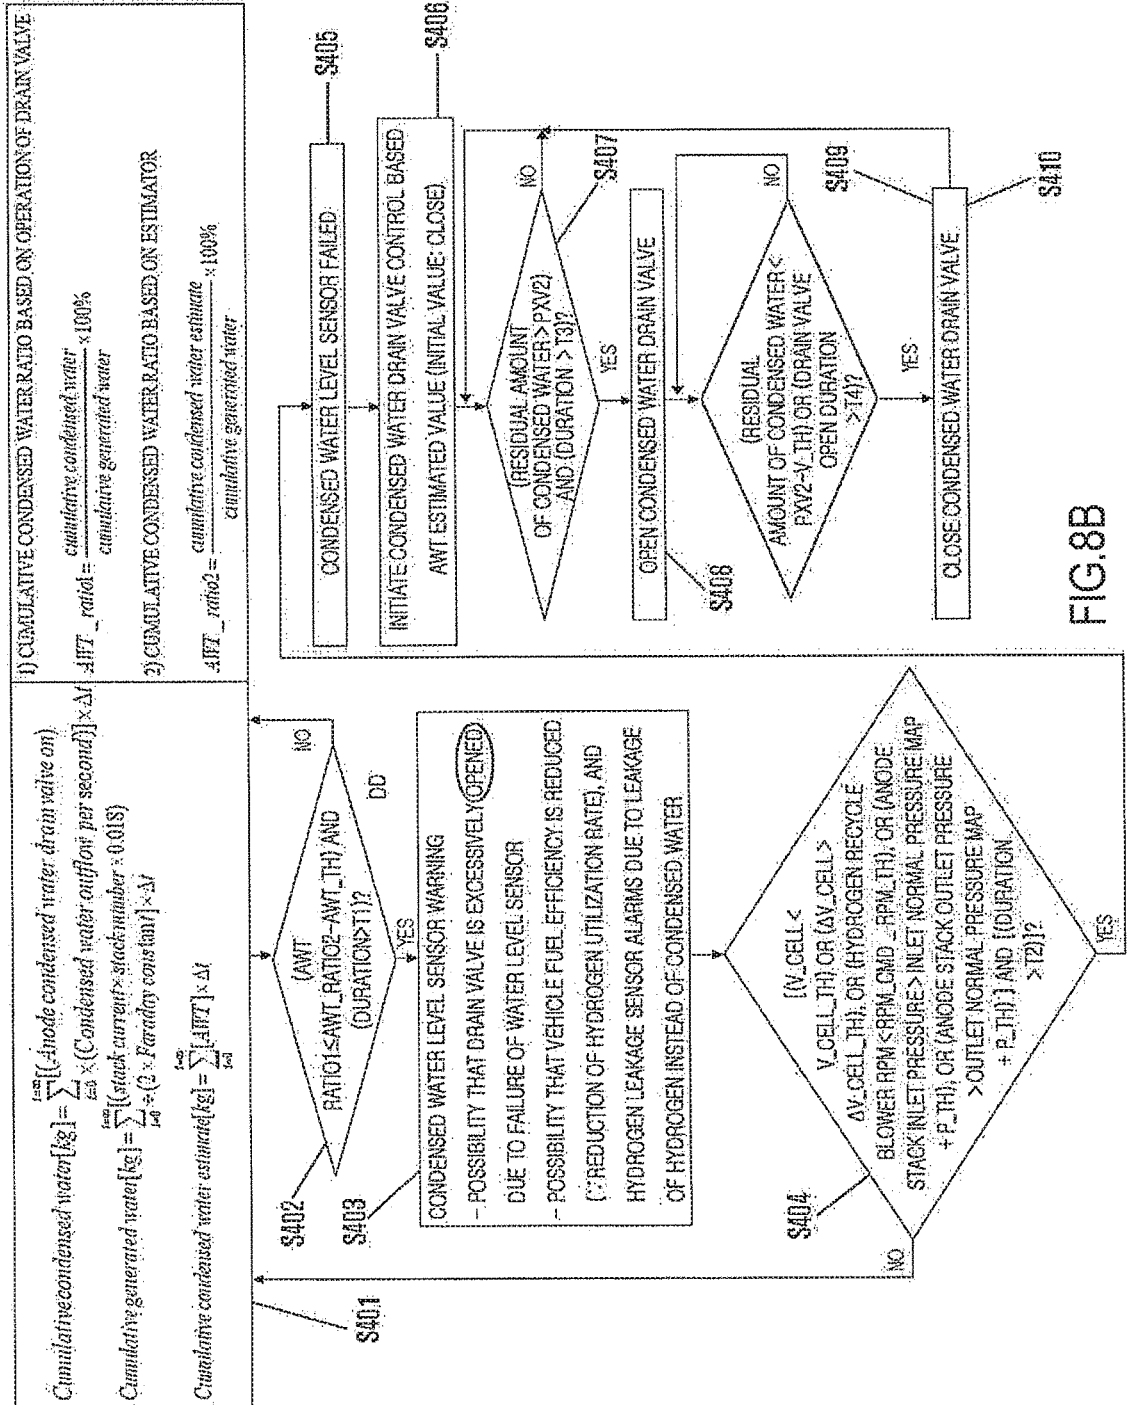 Cumulative condensed water[kg] = Σ[(Anode condensed water drain valve on)
t=∞
t=0
× {(Condensed water outflow per second)] × Δt
Cumulative generated water[kg] = Σ[(stack current × stack number × 0.018)
t=∞
t=0
÷ (2 × Faraday constant] × Δt
Cumulative condensed water estimate[kg] = Σ[AWT] × Δt
t=∞
t=0
1) CUMULATIVE CONDENSED WATER RATIO BASED ON OPERATION OF DRAIN VALVE
AWT_ratio1 = cumulative condensed water / cumulative generated water × 100%
2) CUMULATIVE CONDENSED WATER RATIO BASED ON ESTIMATOR
AWT_ratio2 = cumulative condensed water estimate / cumulative generated water × 100%
S401
(AWT
RATIO1≤AWT_RATIO2-AWT_TH) AND
(DURATION>T1)?
S402
NO
DD
YES
S403
CONDENSED WATER LEVEL SENSOR WARNING
- POSSIBILITY THAT DRAIN VALVE IS EXCESSIVELY OPENED
DUE TO FAILURE OF WATER LEVEL SENSOR
- POSSIBILITY THAT VEHICLE FUEL EFFICIENCY IS REDUCED
(∵REDUCTION OF HYDROGEN UTILIZATION RATE), AND
HYDROGEN LEAKAGE SENSOR ALARMS DUE TO LEAKAGE
OF HYDROGEN INSTEAD OF CONDENSED WATER
S404
[(V_CELL <
V_CELL_TH) OR (ΔV_CELL >
ΔV_CELL_TH), OR (HYDROGEN RECYCLE
BLOWER RPM <RPM_CMD _RPM_TH), OR (ANODE
STACK INLET PRESSURE> INLET NORMAL PRESSURE MAP
+ P_TH), OR (ANODE STACK OUTLET PRESSURE
>OUTLET NORMAL PRESSURE MAP
+ P_TH) ] AND [(DURATION
>T2)]?
NO
YES
CONDENSED WATER LEVEL SENSOR FAILED
S405
INITIATE CONDENSED WATER DRAIN VALVE CONTROL BASED
AWT ESTIMATED VALUE (INITIAL VALUE: CLOSE)
S406
(RESIDUAL AMOUNT
OF CONDENSED WATER >PXV2)
AND (DURATION > T3)?
NO
S407
YES
OPEN CONDENSED WATER DRAIN VALVE
S408
(RESIDUAL
AMOUNT OF CONDENSED WATER <
PXV2-V_TH) OR (DRAIN VALVE
OPEN DURATION
>T4)?
NO
S409
YES
CLOSE CONDENSED WATER DRAIN VALVE
S410
FIG.8B